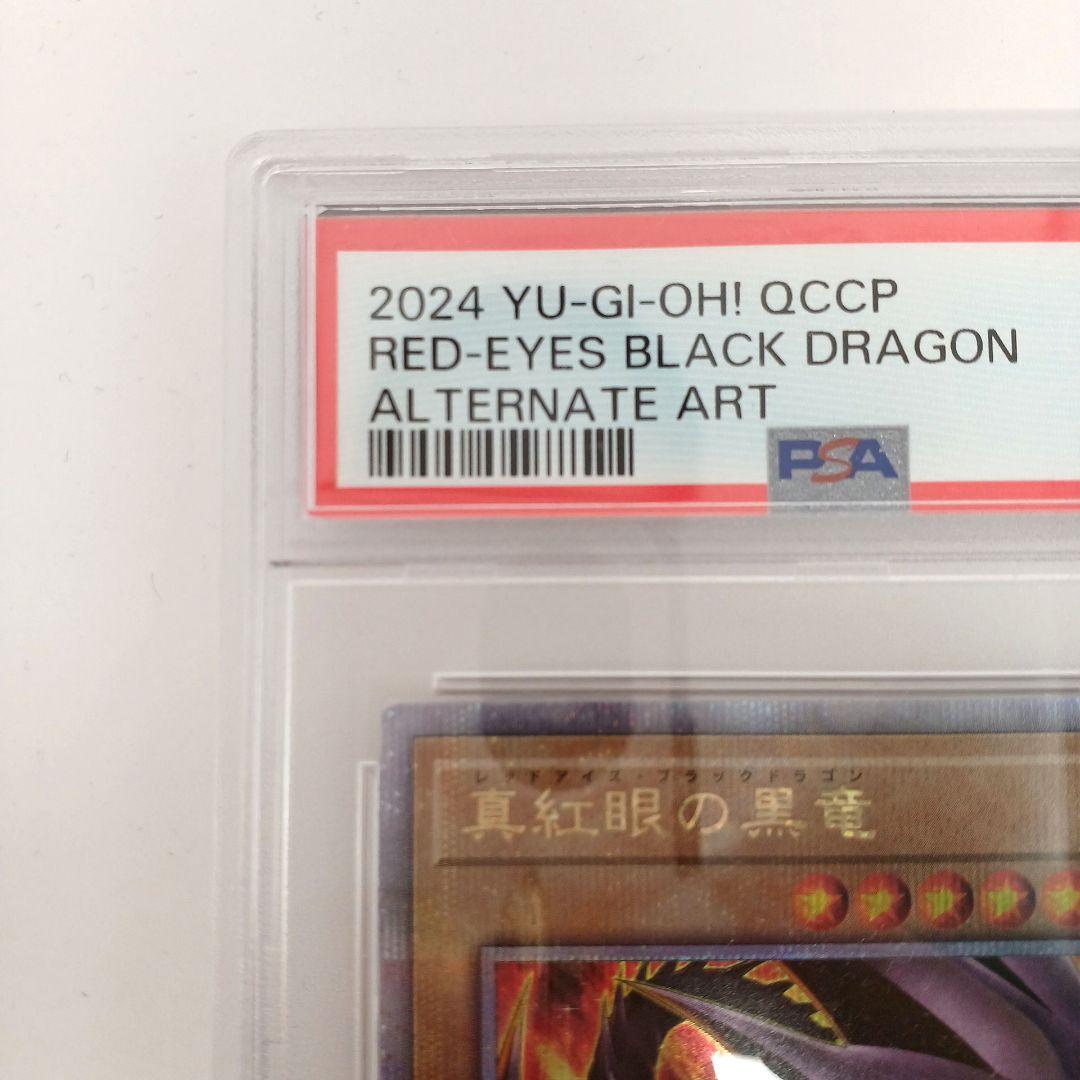 2024 YU-GI-OH! QCCP
RED-EYES BLACK DRAGON
ALTERNATE ART
PSA
レッドアイズ・ブラックドラゴン
真紅眼の黒竜